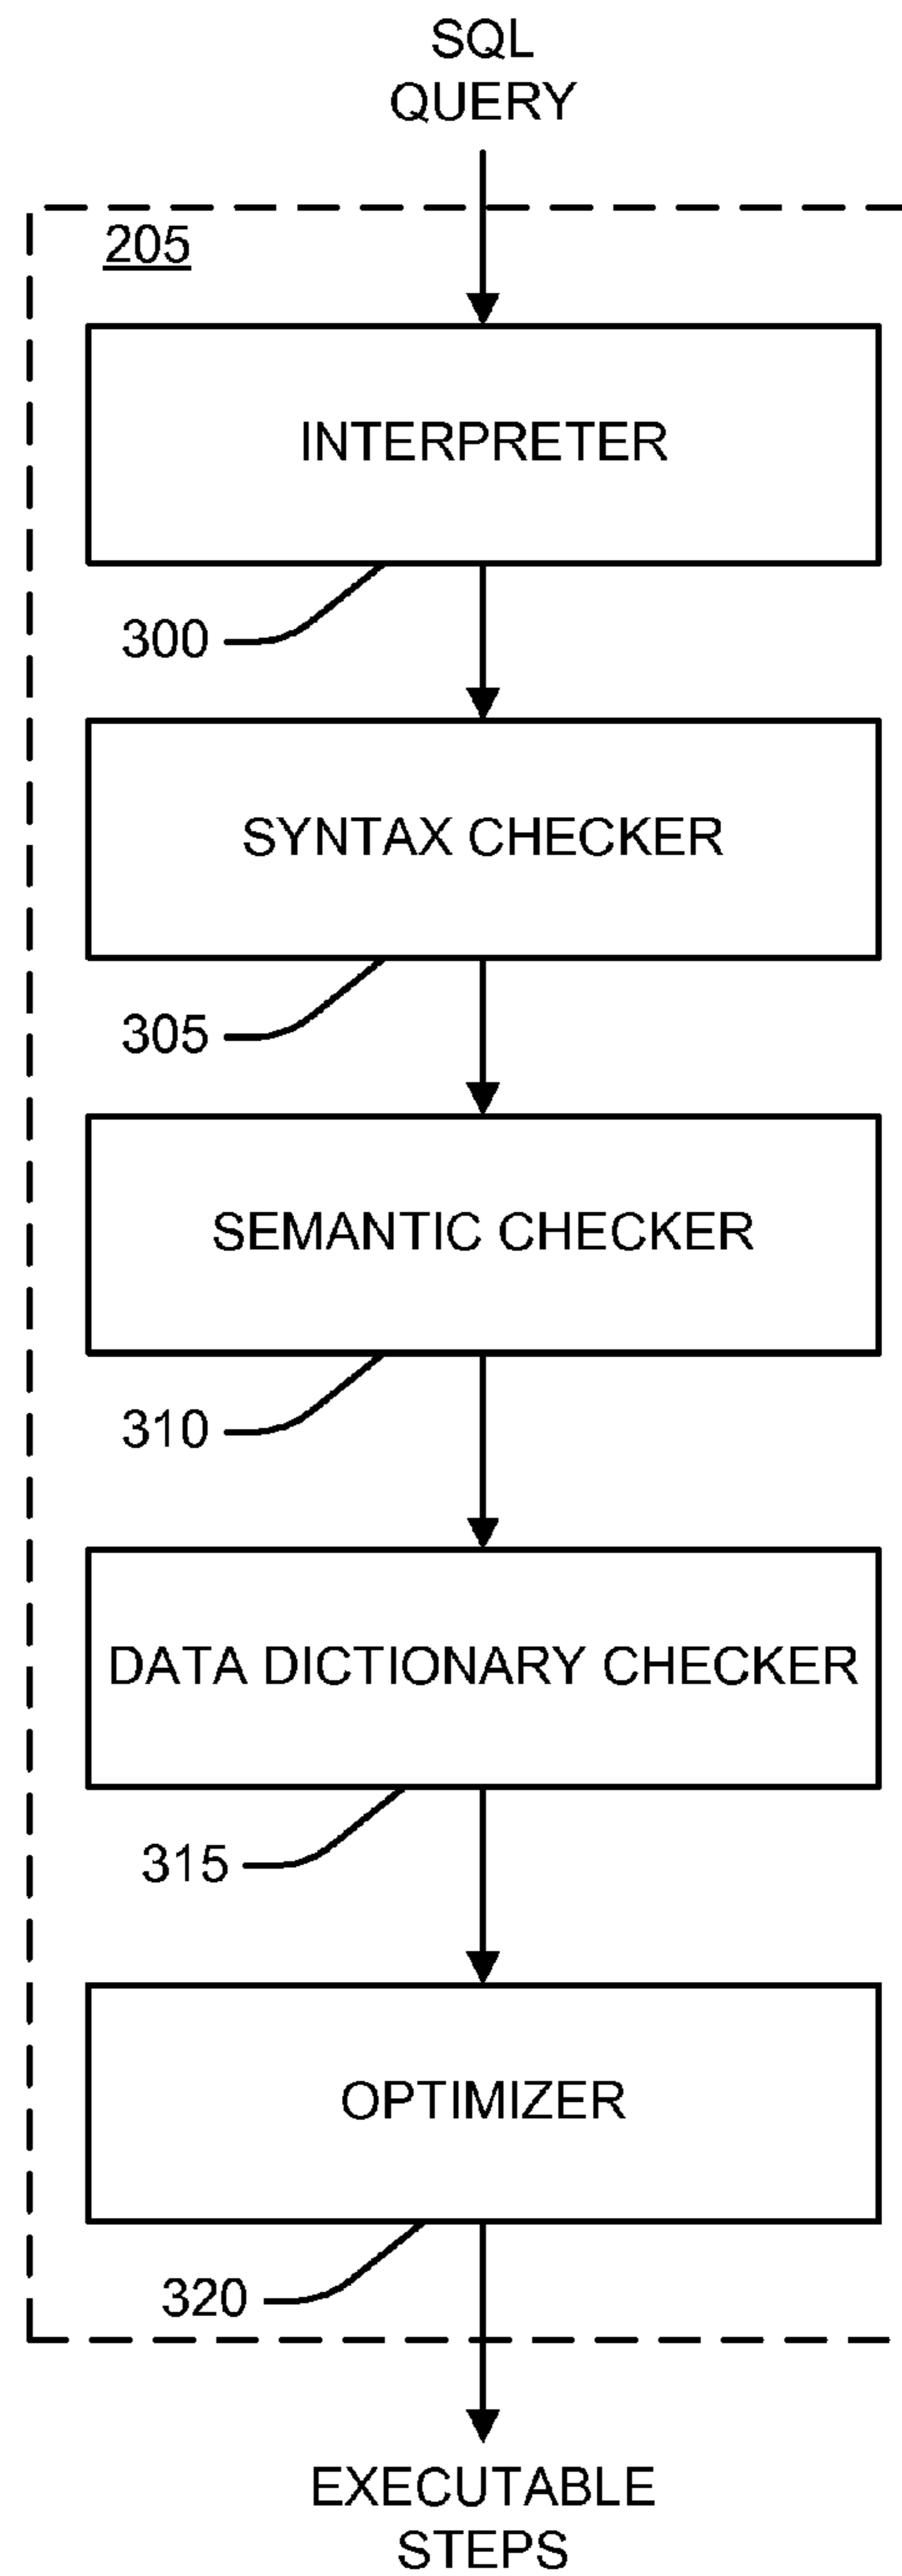 SQL
QUERY
205
INTERPRETER
300
SYNTAX CHECKER
305
SEMANTIC CHECKER
310
DATA DICTIONARY CHECKER
315
OPTIMIZER
320
EXECUTABLE
STEPS